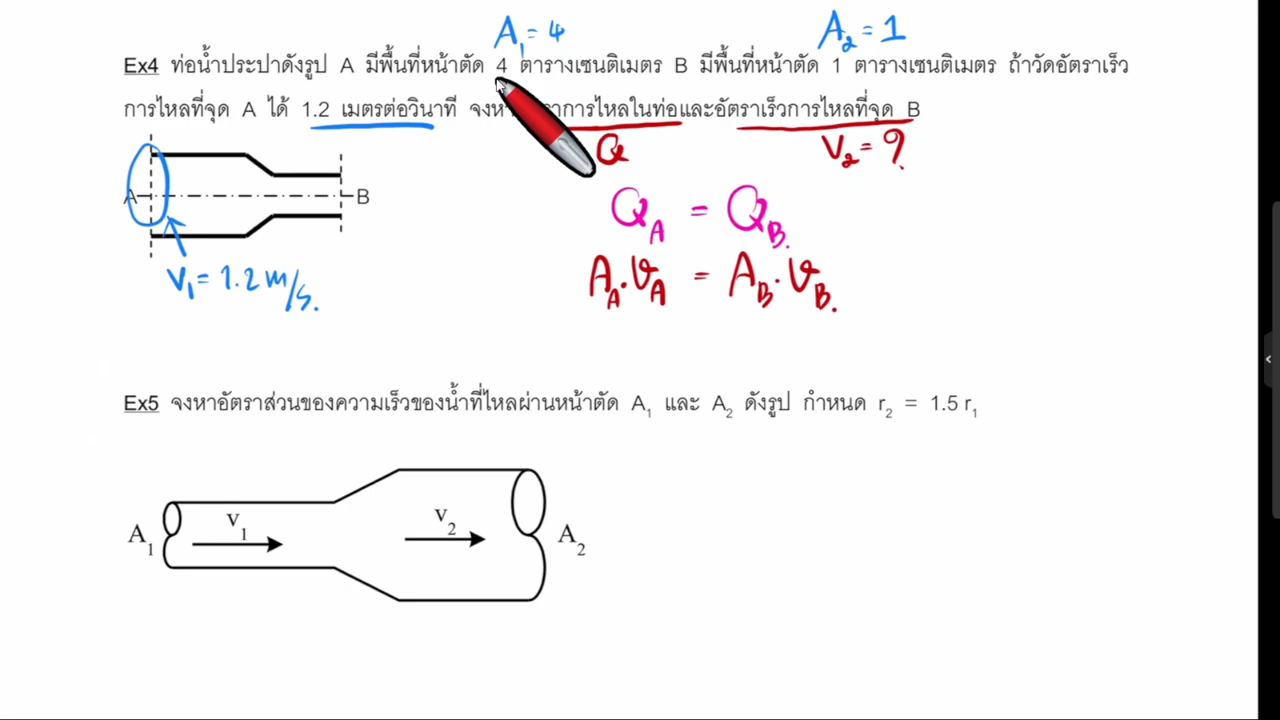 A₁ = 4 A₂ = 1
Ex4 ท่อน้ำประปาดังรูป A มีพื้นที่หน้าตัด 4 ตารางเซนติเมตร B มีพื้นที่หน้าตัด 1 ตารางเซนติเมตร ถ้าวัดอัตราเร็ว
การไหลที่จุด A ได้ 1.2 เมตรต่อวินาที จงหา การไหลในท่อและอัตราเร็วการไหลที่จุด B
Q V₂ = ?
A B
Q_A = Q_B.
V₁ = 1.2 m/s.
A_A · v_A = A_B · v_B.
Ex5 จงหาอัตราส่วนของความเร็วของน้ำที่ไหลผ่านหน้าตัด A₁ และ A₂ ดังรูป กำหนด r₂ = 1.5 r₁
A₁ v₁ v₂ A₂